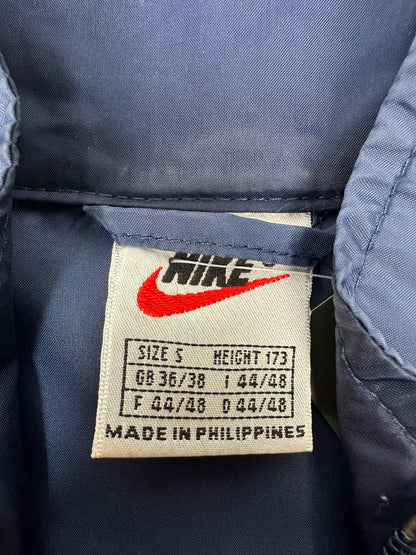 NIKE
SIZE S HEIGHT 173
GB 36/38 I 44/48
F 44/48 D 44/48
MADE IN PHILIPPINES